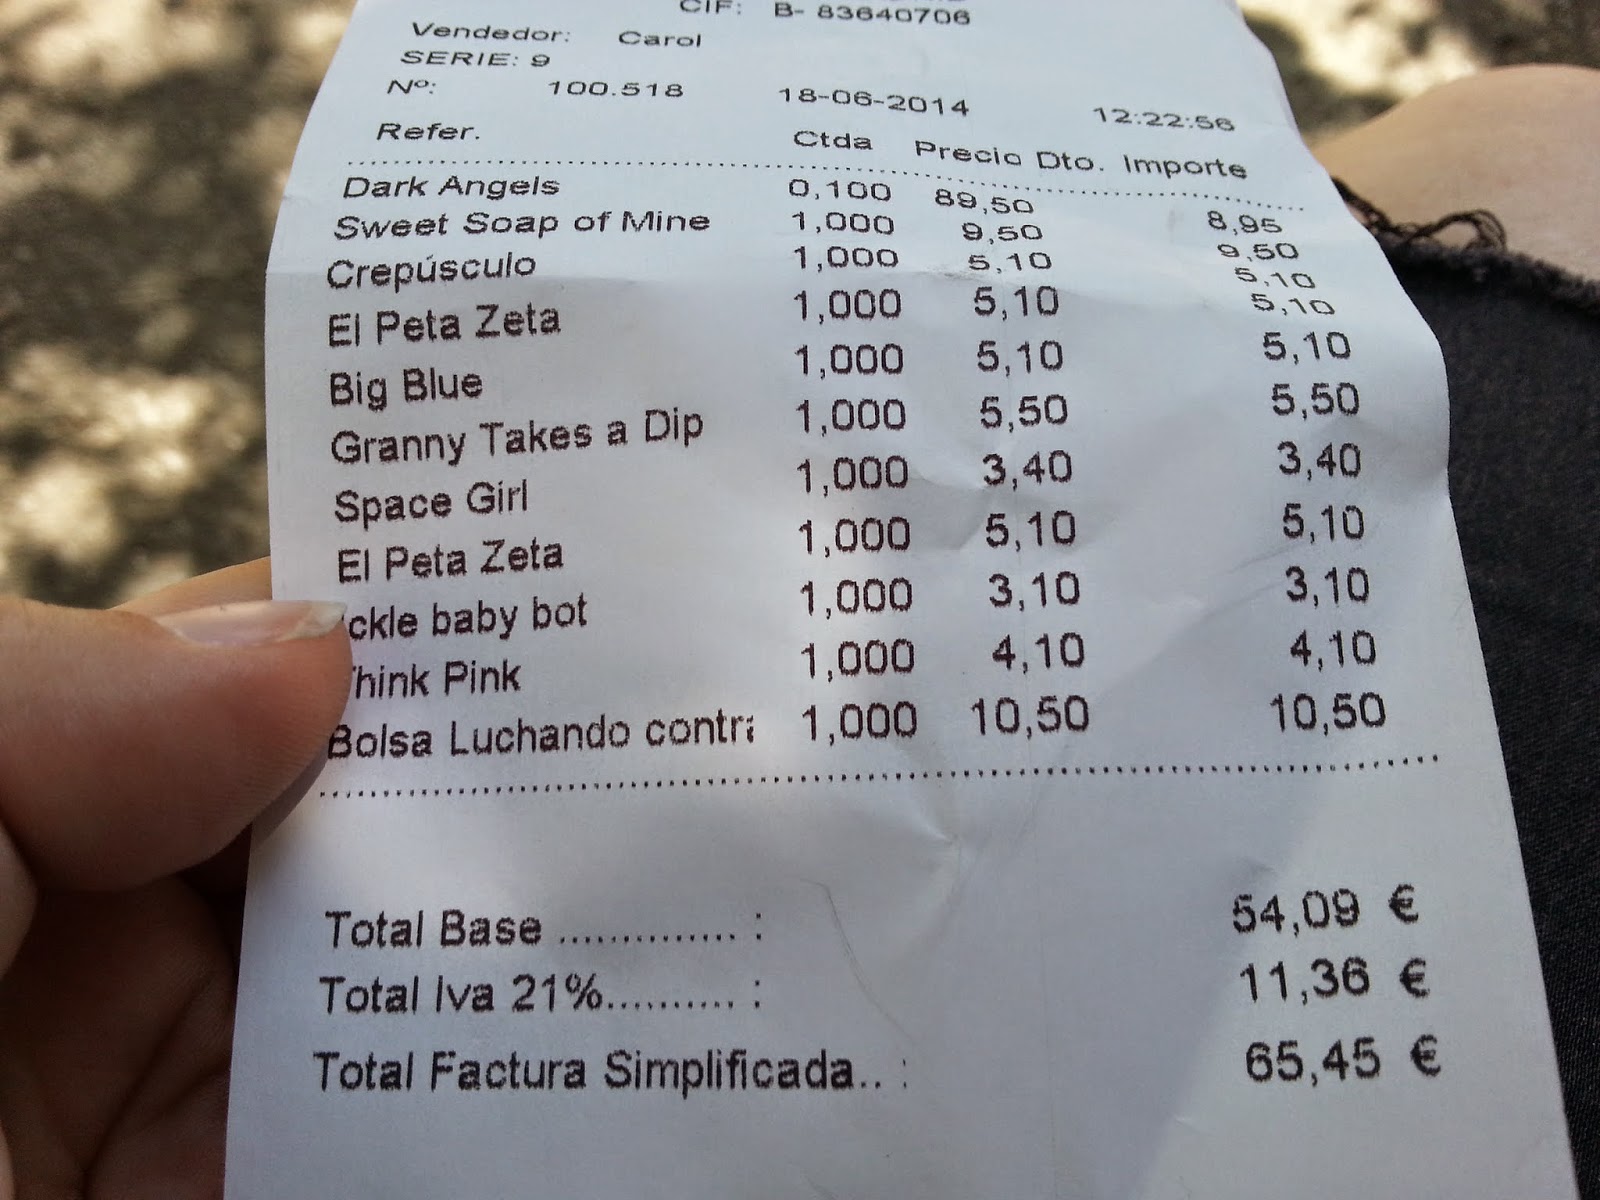 CIF: B- 83640706
Vendedor: Carol
SERIE: 9
Nº: 100.518 18-06-2014 12:22:56
Refer. Ctda Precio Dto. Importe
Dark Angels 0,100 89,50 8,95
Sweet Soap of Mine 1,000 9,50 9,50
Crepúsculo 1,000 5,10 5,10
El Peta Zeta 1,000 5,10 5,10
Big Blue 1,000 5,10 5,10
Granny Takes a Dip 1,000 5,50 5,50
Space Girl 1,000 3,40 3,40
El Peta Zeta 1,000 5,10 5,10
ckle baby bot 1,000 3,10 3,10
Think Pink 1,000 4,10 4,10
Bolsa Luchando contra 1,000 10,50 10,50
Total Base .............. : 54,09 €
Total Iva 21%.......... : 11,36 €
Total Factura Simplificada.. : 65,45 €